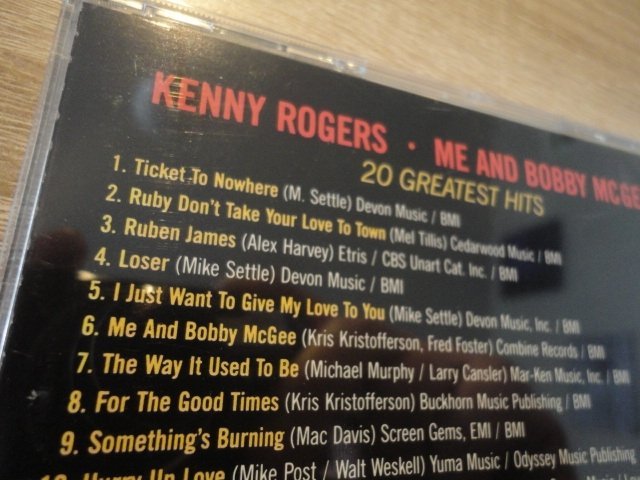 KENNY ROGERS · ME AND BOBBY MCGE
20 GREATEST HITS
1. Ticket To Nowhere (M. Settle) Devon Music / BMI
2. Ruby Don't Take Your Love To Town (Mel Tillis) Cedarwood Music / BMI
3. Ruben James (Alex Harvey) Etris / CBS Unart Cat. Inc. / BMI
4. Loser (Mike Settle) Devon Music / BMI
5. I Just Want To Give My Love To You (Mike Settle) Devon Music, Inc. / BMI
6. Me And Bobby McGee (Kris Kristofferson, Fred Foster) Combine Records / BMI
7. The Way It Used To Be (Michael Murphy / Larry Cansler) Mar-Ken Music, Inc. / BMI
8. For The Good Times (Kris Kristofferson) Buckhorn Music Publishing / BMI
9. Something's Burning (Mac Davis) Screen Gems, EMI / BMI
10. Hurry Up Love (Mike Post / Walt Weskell) Yuma Music / Odyssey Music Publishing